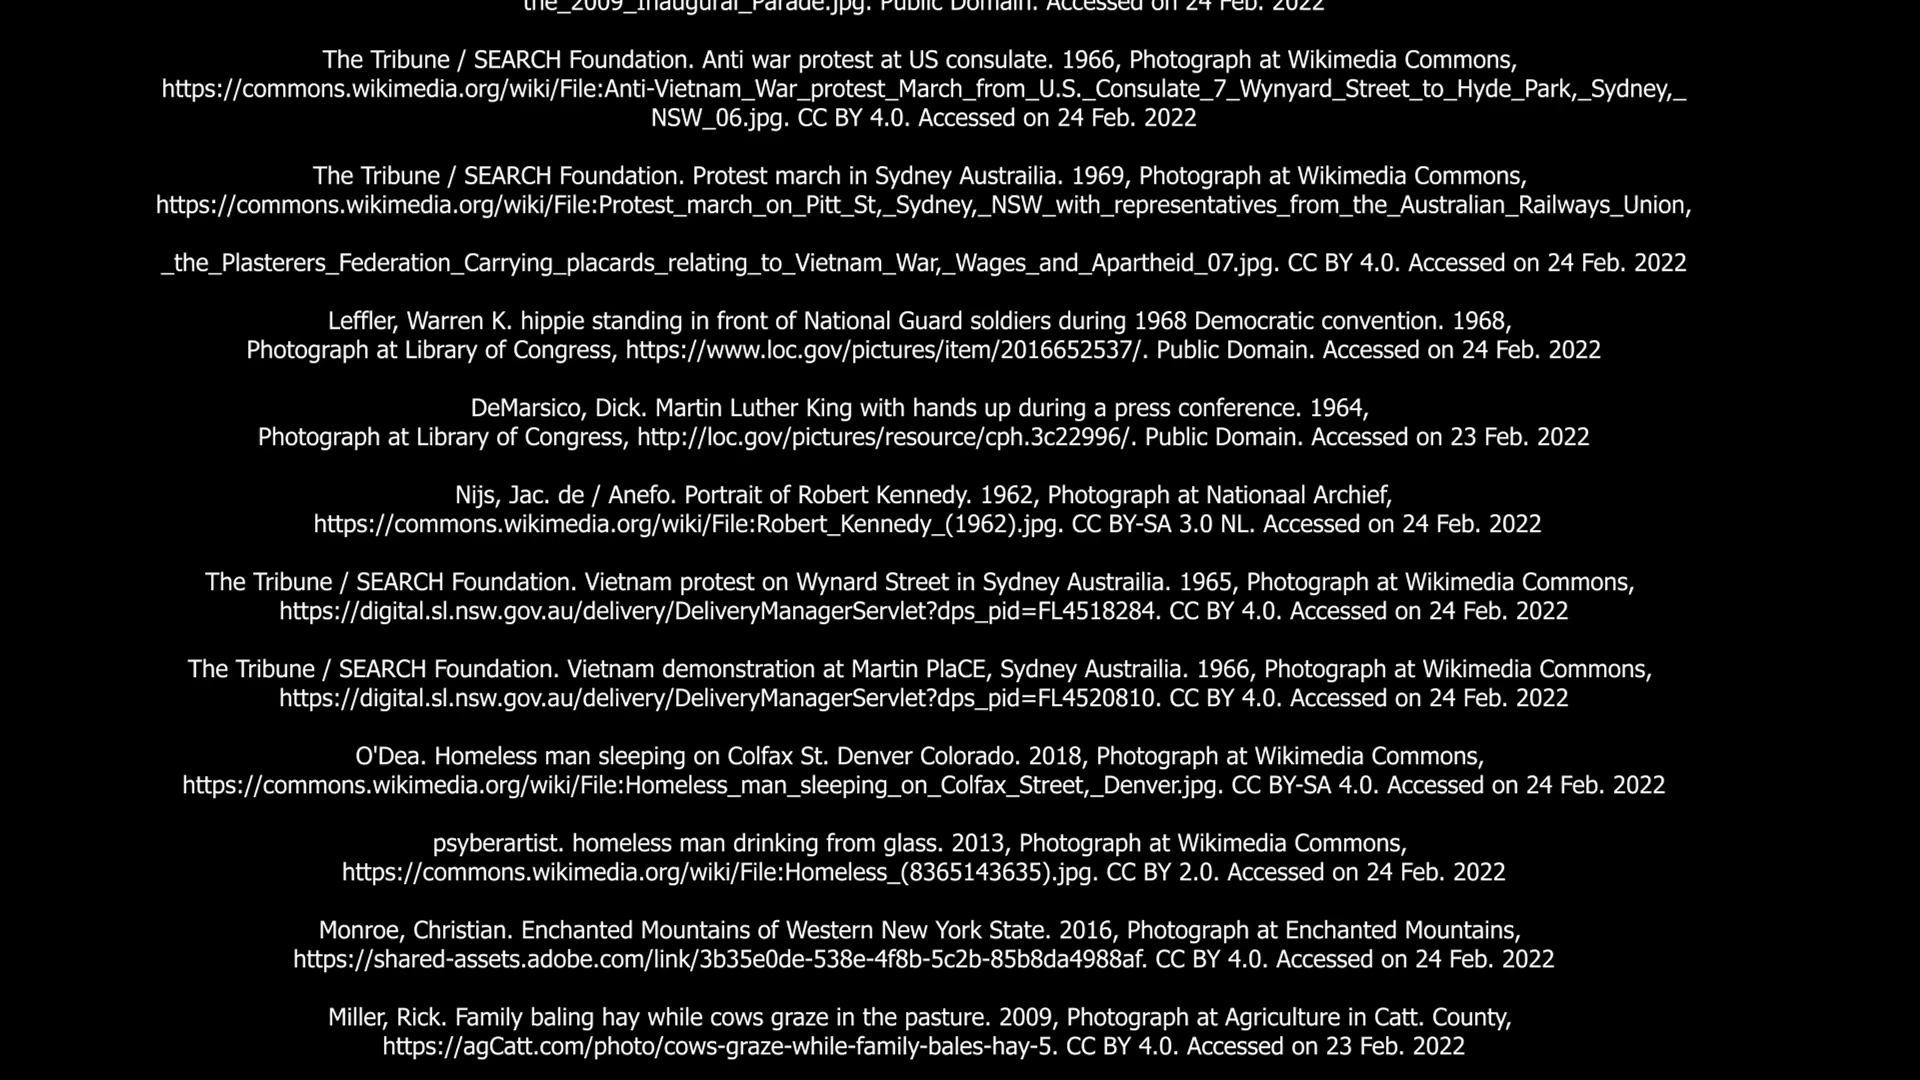 the_2009_Inaugural_Parade.jpg. Public Domain. Accessed on 24 Feb. 2022
The Tribune / SEARCH Foundation. Anti war protest at US consulate. 1966, Photograph at Wikimedia Commons,
https://commons.wikimedia.org/wiki/File:Anti-Vietnam_War_protest_March_from_U.S._Consulate_7_Wynyard_Street_to_Hyde_Park,_Sydney,_
NSW_06.jpg. CC BY 4.0. Accessed on 24 Feb. 2022
The Tribune / SEARCH Foundation. Protest march in Sydney Austrailia. 1969, Photograph at Wikimedia Commons,
https://commons.wikimedia.org/wiki/File:Protest_march_on_Pitt_St,_Sydney,_NSW_with_representatives_from_the_Australian_Railways_Union,
_the_Plasterers_Federation_Carrying_placards_relating_to_Vietnam_War,_Wages_and_Apartheid_07.jpg. CC BY 4.0. Accessed on 24 Feb. 2022
Leffler, Warren K. hippie standing in front of National Guard soldiers during 1968 Democratic convention. 1968,
Photograph at Library of Congress, https://www.loc.gov/pictures/item/2016652537/. Public Domain. Accessed on 24 Feb. 2022
DeMarsico, Dick. Martin Luther King with hands up during a press conference. 1964,
Photograph at Library of Congress, http://loc.gov/pictures/resource/cph.3c22996/. Public Domain. Accessed on 23 Feb. 2022
Nijs, Jac. de / Anefo. Portrait of Robert Kennedy. 1962, Photograph at Nationaal Archief,
https://commons.wikimedia.org/wiki/File:Robert_Kennedy_(1962).jpg. CC BY-SA 3.0 NL. Accessed on 24 Feb. 2022
The Tribune / SEARCH Foundation. Vietnam protest on Wynard Street in Sydney Austrailia. 1965, Photograph at Wikimedia Commons,
https://digital.sl.nsw.gov.au/delivery/DeliveryManagerServlet?dps_pid=FL4518284. CC BY 4.0. Accessed on 24 Feb. 2022
The Tribune / SEARCH Foundation. Vietnam demonstration at Martin PlaCE, Sydney Austrailia. 1966, Photograph at Wikimedia Commons,
https://digital.sl.nsw.gov.au/delivery/DeliveryManagerServlet?dps_pid=FL4520810. CC BY 4.0. Accessed on 24 Feb. 2022
O'Dea. Homeless man sleeping on Colfax St. Denver Colorado. 2018, Photograph at Wikimedia Commons,
https://commons.wikimedia.org/wiki/File:Homeless_man_sleeping_on_Colfax_Street,_Denver.jpg. CC BY-SA 4.0. Accessed on 24 Feb. 2022
psyberartist. homeless man drinking from glass. 2013, Photograph at Wikimedia Commons,
https://commons.wikimedia.org/wiki/File:Homeless_(8365143635).jpg. CC BY 2.0. Accessed on 24 Feb. 2022
Monroe, Christian. Enchanted Mountains of Western New York State. 2016, Photograph at Enchanted Mountains,
https://shared-assets.adobe.com/link/3b35e0de-538e-4f8b-5c2b-85b8da4988af. CC BY 4.0. Accessed on 24 Feb. 2022
Miller, Rick. Family baling hay while cows graze in the pasture. 2009, Photograph at Agriculture in Catt. County,
https://agCatt.com/photo/cows-graze-while-family-bales-hay-5. CC BY 4.0. Accessed on 23 Feb. 2022